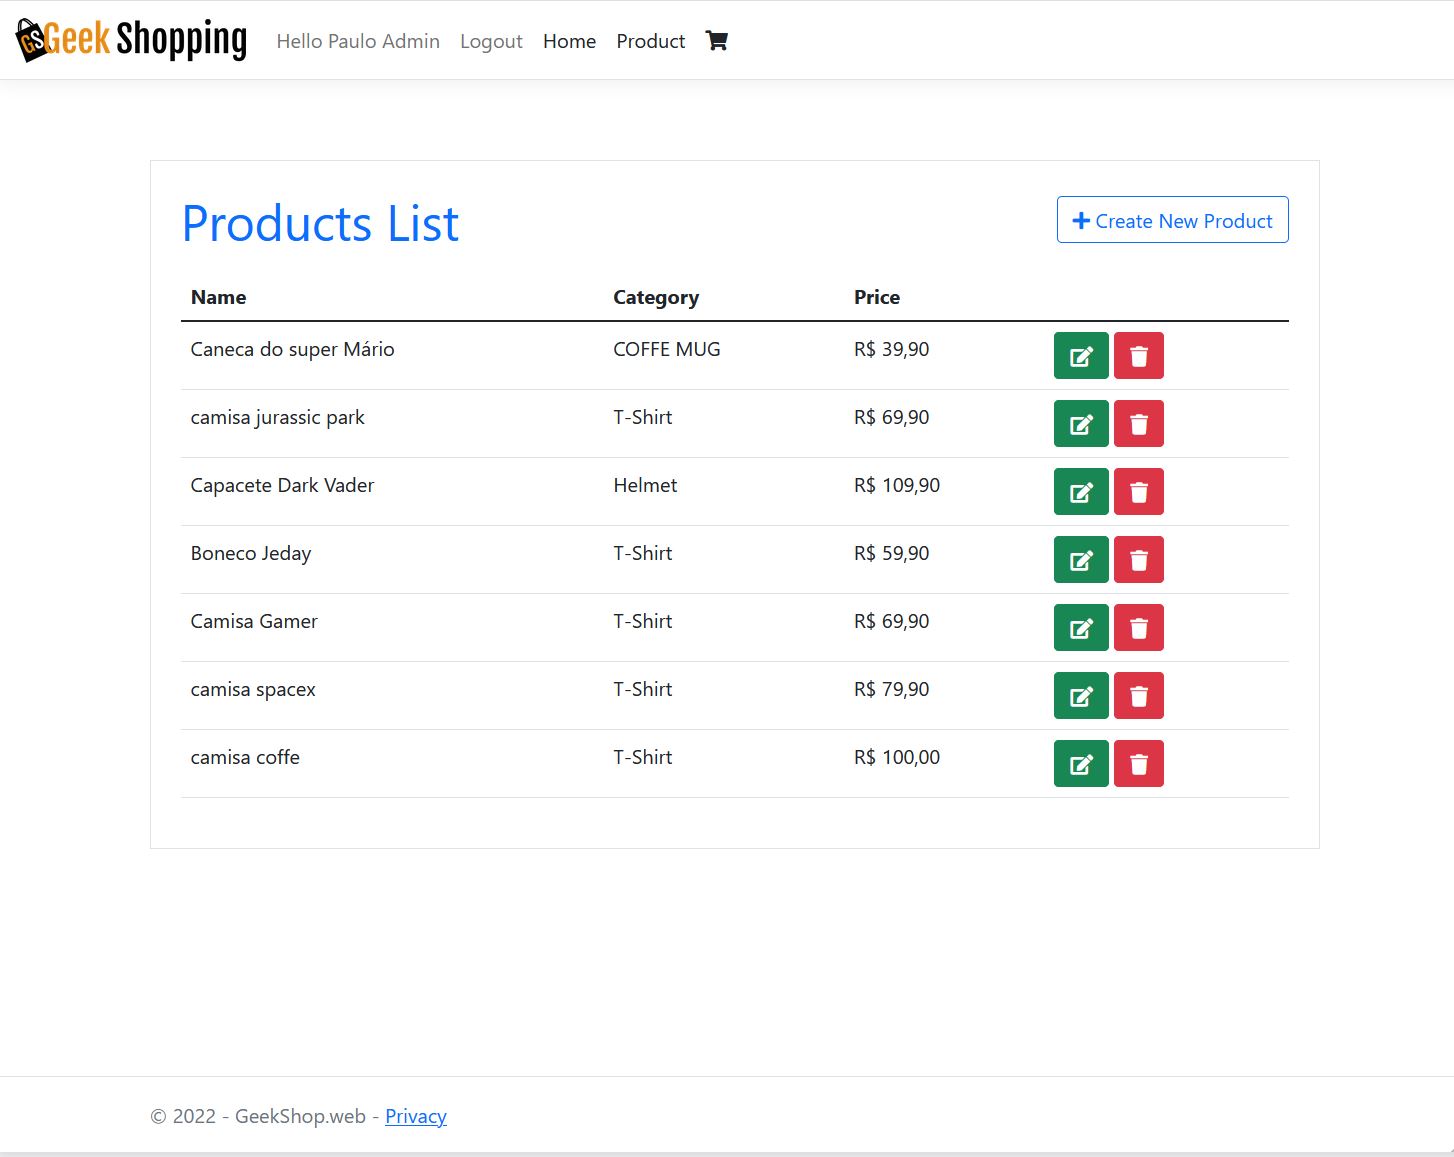 GS Geek Shopping Hello Paulo Admin Logout Home Product
Products List Create New Product
Name Category Price
Caneca do super Mário COFFE MUG R$ 39,90
camisa jurassic park T-Shirt R$ 69,90
Capacete Dark Vader Helmet R$ 109,90
Boneco Jeday T-Shirt R$ 59,90
Camisa Gamer T-Shirt R$ 69,90
camisa spacex T-Shirt R$ 79,90
camisa coffe T-Shirt R$ 100,00
© 2022 - GeekShop.web - Privacy